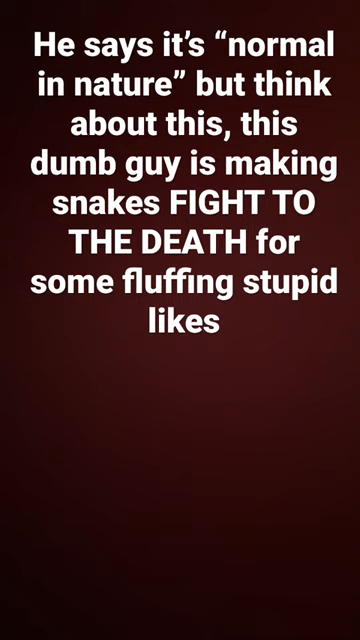 He says it’s “normal
in nature” but think
about this, this
dumb guy is making
snakes FIGHT TO
THE DEATH for
some fluffing stupid
likes